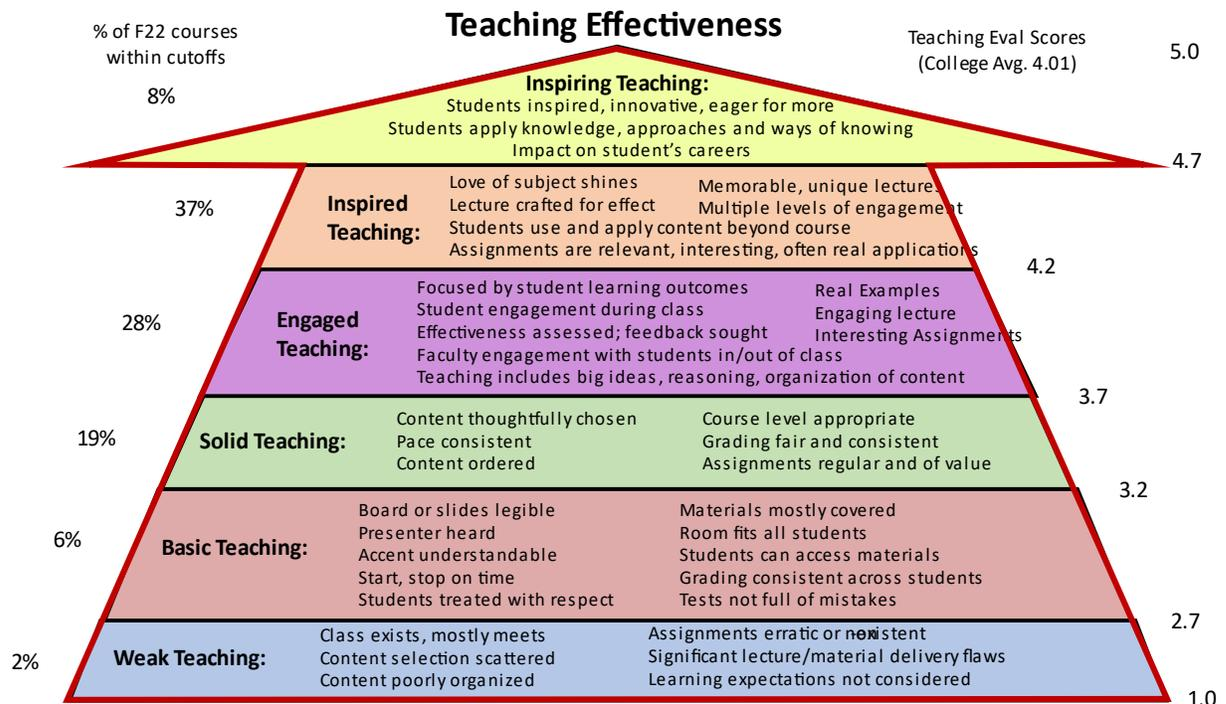 Teaching Effectiveness
% of F22 courses
within cutoffs
Teaching Eval Scores
(College Avg. 4.01)
5.0
8%
Inspiring Teaching:
Students inspired, innovative, eager for more
Students apply knowledge, approaches and ways of knowing
Impact on student’s careers
4.7
37%
Inspired
Teaching:
Love of subject shines
Lecture crafted for effect
Memorable, unique lectures
Multiple levels of engagement
Students use and apply content beyond course
Assignments are relevant, interesting, often real applications
4.2
28%
Engaged
Teaching:
Focused by student learning outcomes
Student engagement during class
Effectiveness assessed; feedback sought
Faculty engagement with students in/out of class
Teaching includes big ideas, reasoning, organization of content
Real Examples
Engaging lecture
Interesting Assignments
3.7
19%
Solid Teaching:
Content thoughtfully chosen
Pace consistent
Content ordered
Course level appropriate
Grading fair and consistent
Assignments regular and of value
3.2
6%
Basic Teaching:
Board or slides legible
Presenter heard
Accent understandable
Start, stop on time
Students treated with respect
Materials mostly covered
Room fits all students
Students can access materials
Grading consistent across students
Tests not full of mistakes
2.7
2%
Weak Teaching:
Class exists, mostly meets
Content selection scattered
Content poorly organized
Assignments erratic or
Significant lecture/material delivery flaws
Learning expectations not considered
1.0